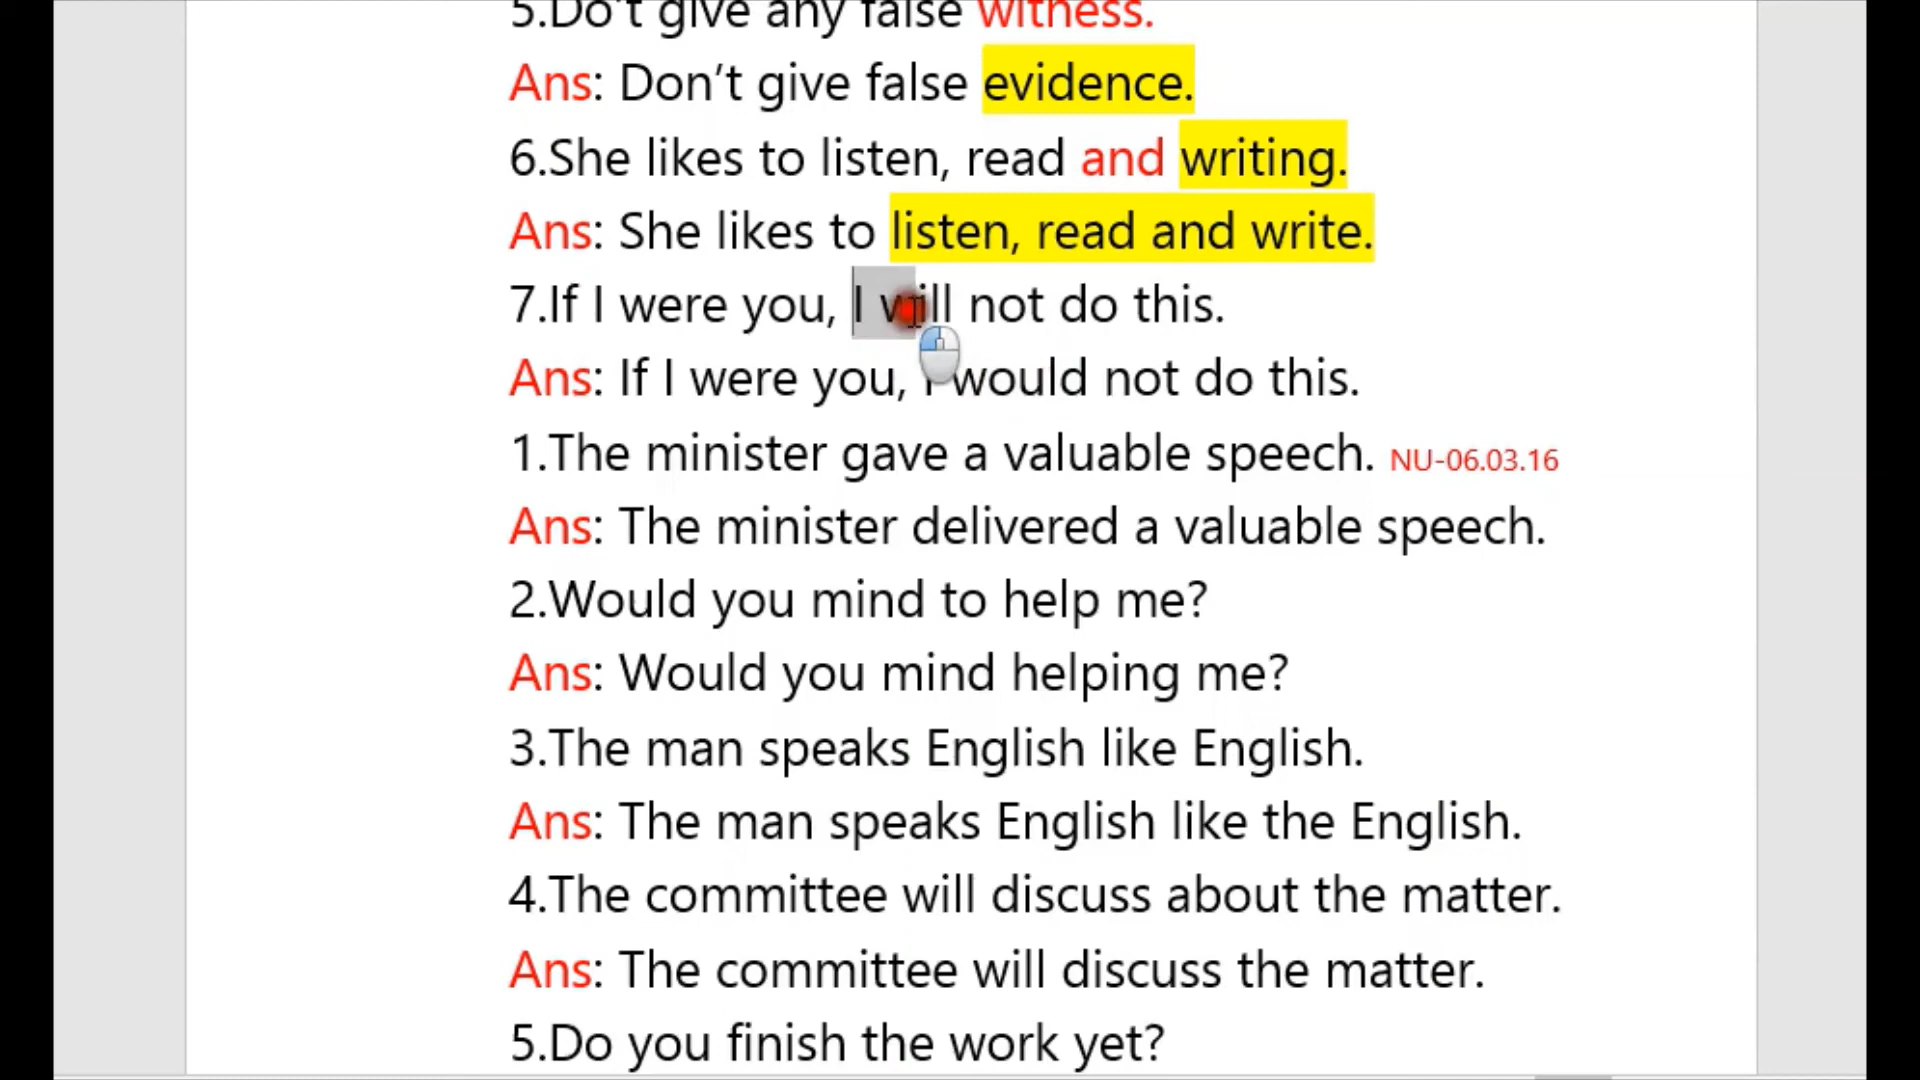 5.Do't give any false witness.
Ans: Don’t give false evidence.
6.She likes to listen, read and writing.
Ans: She likes to listen, read and write.
7.If I were you, I will not do this.
Ans: If I were you, I would not do this.
1.The minister gave a valuable speech. NU-06.03.16
Ans: The minister delivered a valuable speech.
2.Would you mind to help me?
Ans: Would you mind helping me?
3.The man speaks English like English.
Ans: The man speaks English like the English.
4.The committee will discuss about the matter.
Ans: The committee will discuss the matter.
5.Do you finish the work yet?